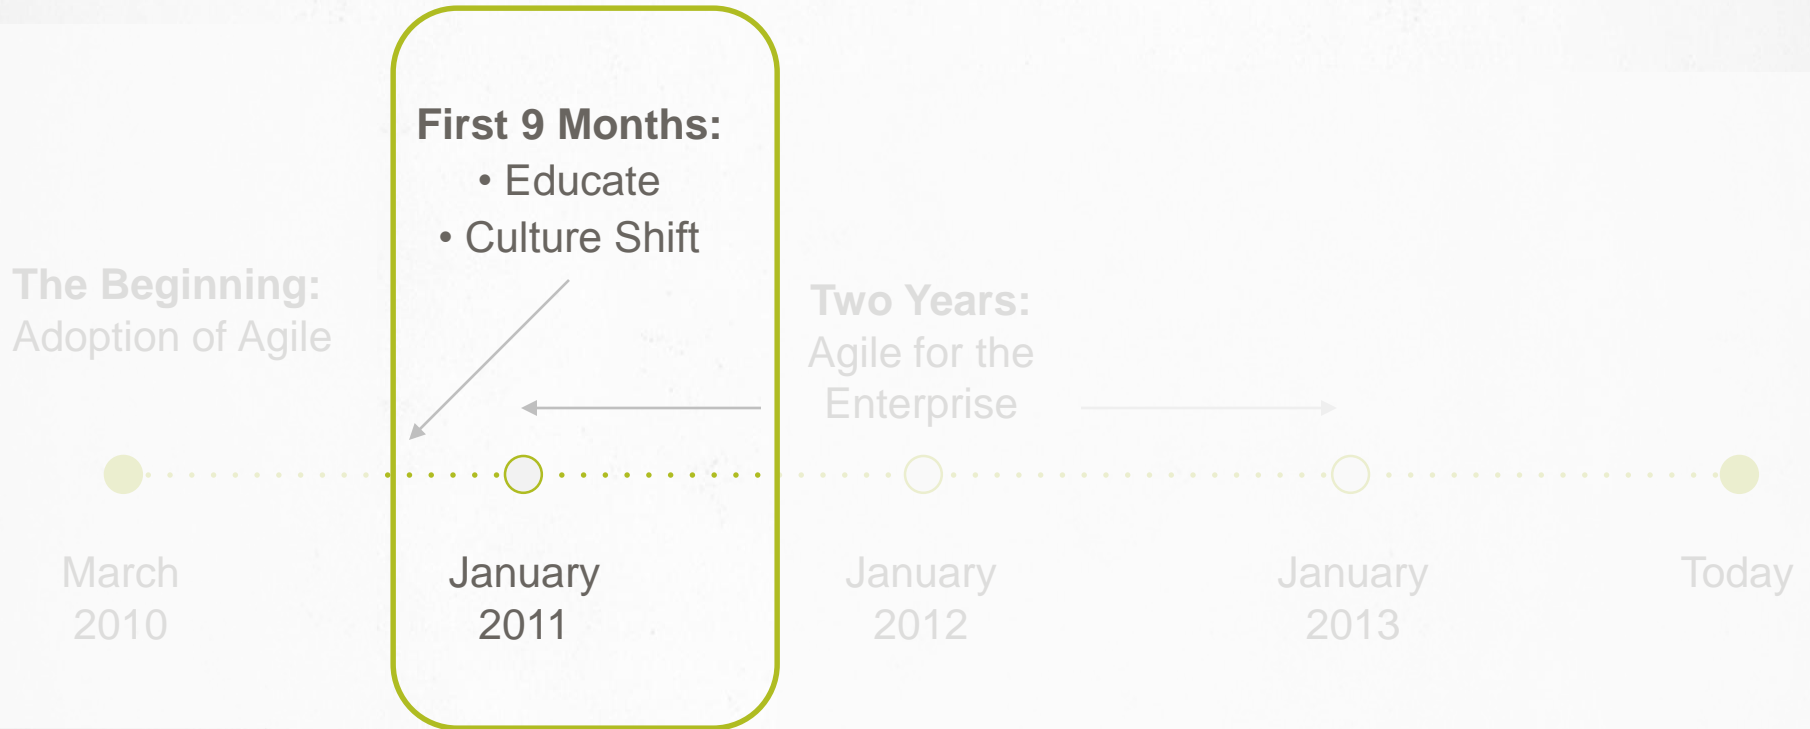 The Beginning:
Adoption of Agile
First 9 Months:
• Educate
• Culture Shift
Two Years:
Agile for the
Enterprise
March
2010
January
2011
January
2012
January
2013
Today